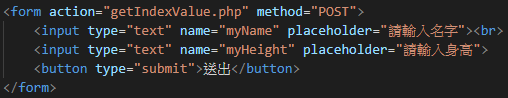 <form action="getIndexValue.php" method="POST">
<input type="text" name="myName" placeholder="請輸入名字"><br>
<input type="text" name="myHeight" placeholder="請輸入身高">
<button type="submit">送出</button>
</form>